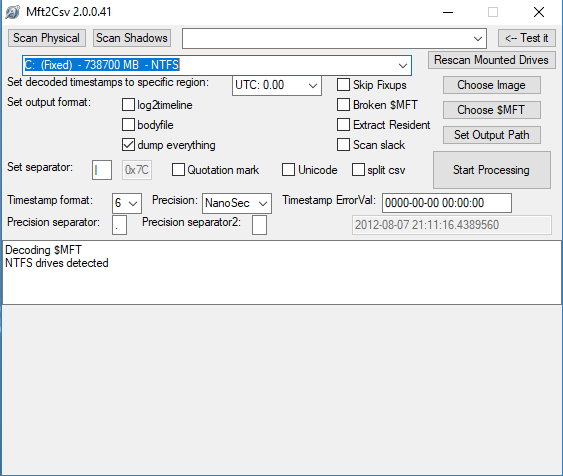 Mft2Csv 2.0.0.41
Scan Physical Scan Shadows <-- Test it
C: (Fixed) - 738700 MB - NTFS Rescan Mounted Drives
Set decoded timestamps to specific region: UTC: 0.00 Skip Fixups Choose Image
Set output format: log2timeline Broken $MFT Choose $MFT
bodyfile Extract Resident
dump everything Scan slack Set Output Path
Set separator: | 0x7C Quotation mark Unicode split csv Start Processing
Timestamp format: 6 Precision: NanoSec Timestamp ErrorVal: 0000-00-00 00:00:00
Precision separator: . Precision separator2: 2012-08-07 21:11:16.4389560
Decoding $MFT
NTFS drives detected